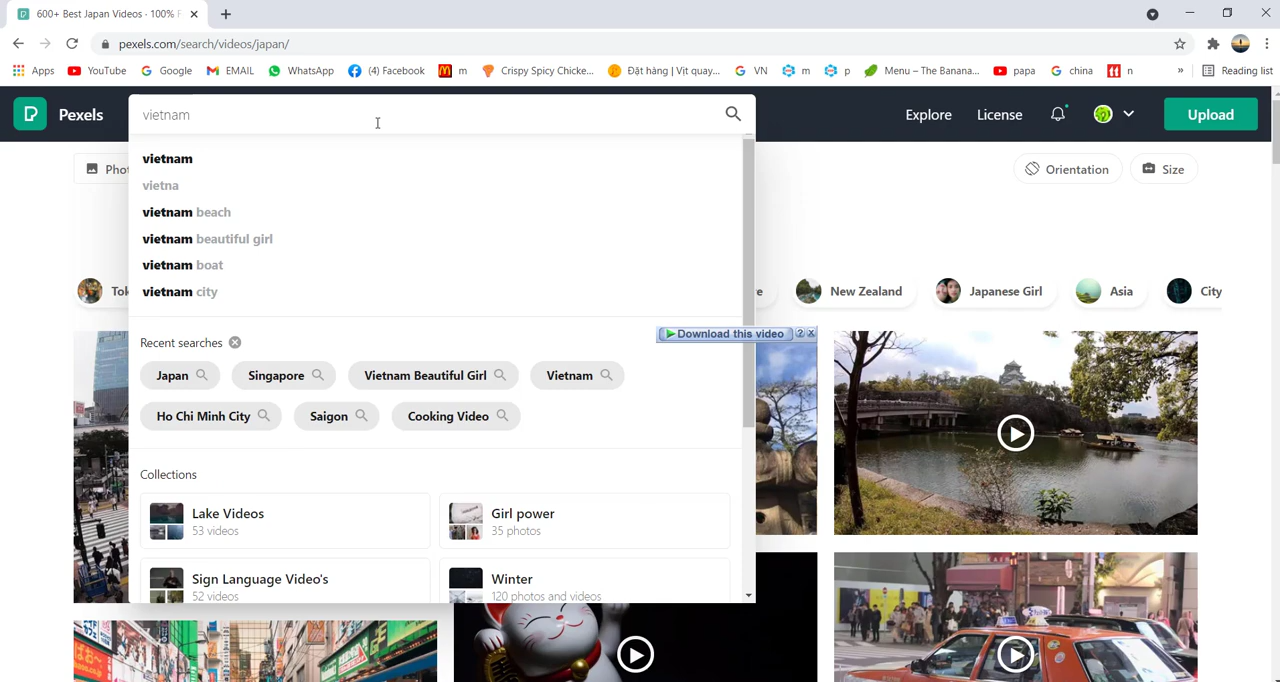 600+ Best Japan Videos · 100% F
pexels.com/search/videos/japan/
Apps YouTube Google EMAIL WhatsApp (4) Facebook m Crispy Spicy Chicke... Đặt hàng | Vịt quay... VN m p Menu – The Banana... papa china n » Reading list
Pexels vietnam Explore License Upload
Phot Orientation Size
vietnam
vietna
vietnam beach
vietnam beautiful girl
vietnam boat
vietnam city
Tok e New Zealand Japanese Girl Asia City
Download this video ? X
Recent searches
Japan Singapore Vietnam Beautiful Girl Vietnam
Ho Chi Minh City Saigon Cooking Video
Collections
Lake Videos Girl power
53 videos 35 photos
Sign Language Video's Winter
52 videos 120 photos and videos